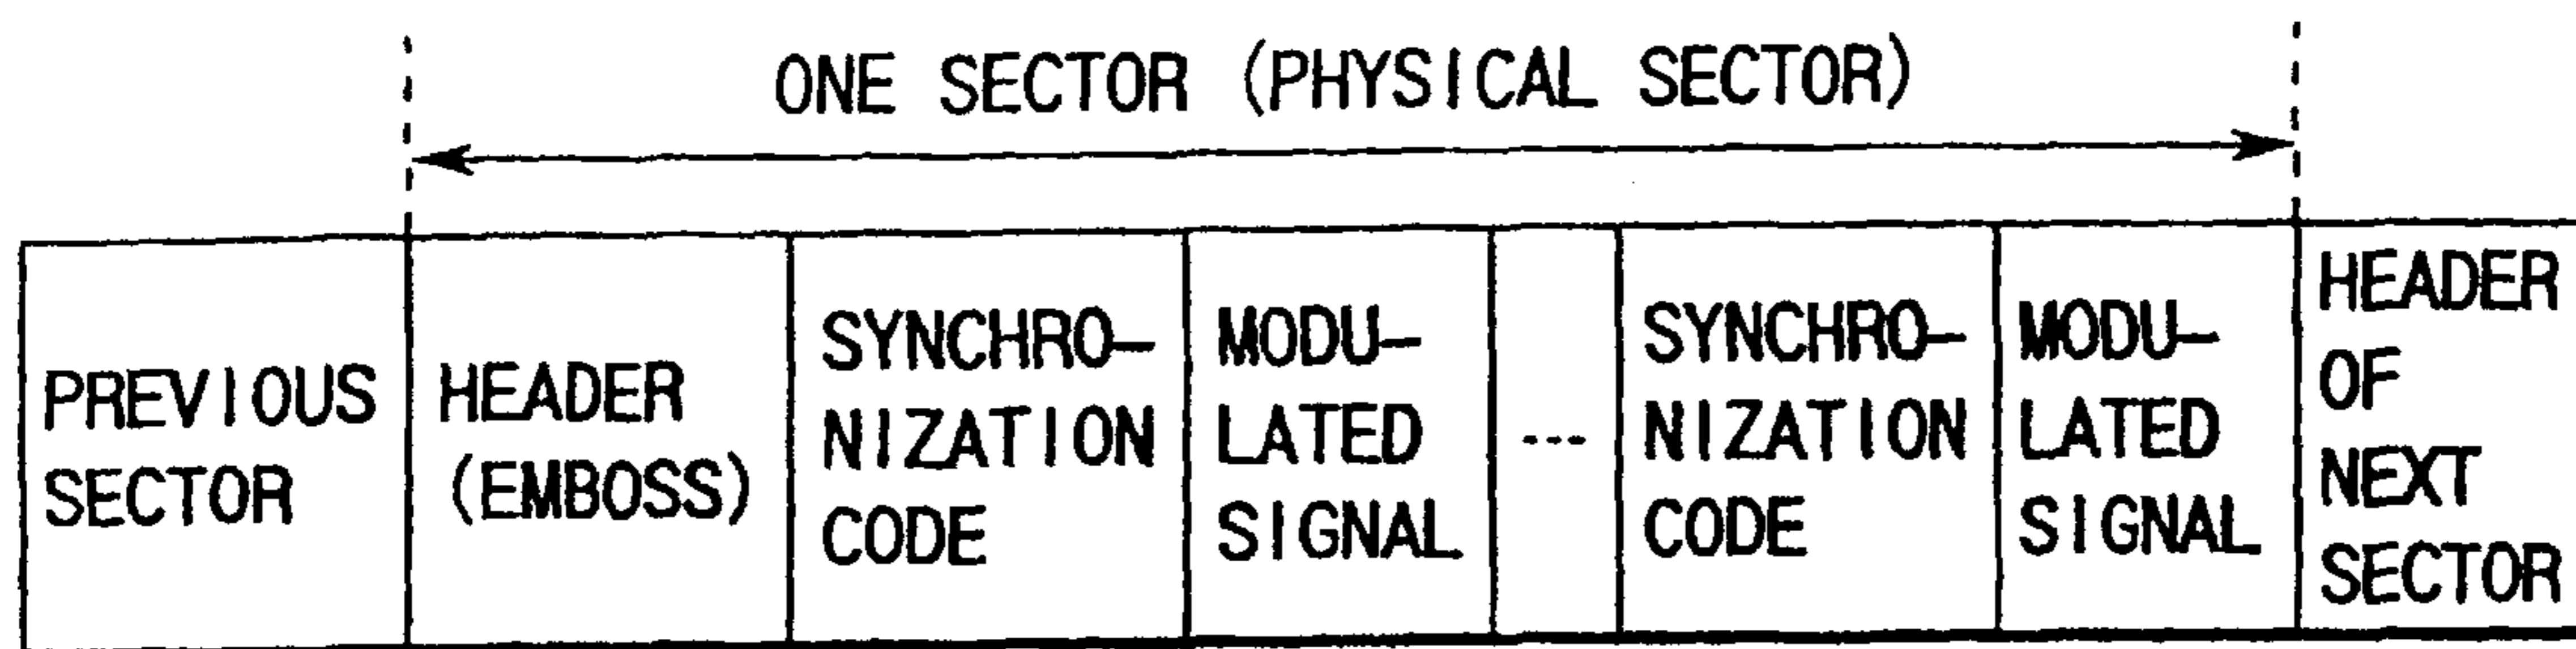 ONE SECTOR (PHYSICAL SECTOR)
PREVIOUS
SECTOR
HEADER
(EMBOSS)
SYNCHRO-
NIZATION
CODE
MODU-
LATED
SIGNAL
---
SYNCHRO-
NIZATION
CODE
MODU-
LATED
SIGNAL
HEADER
OF
NEXT
SECTOR